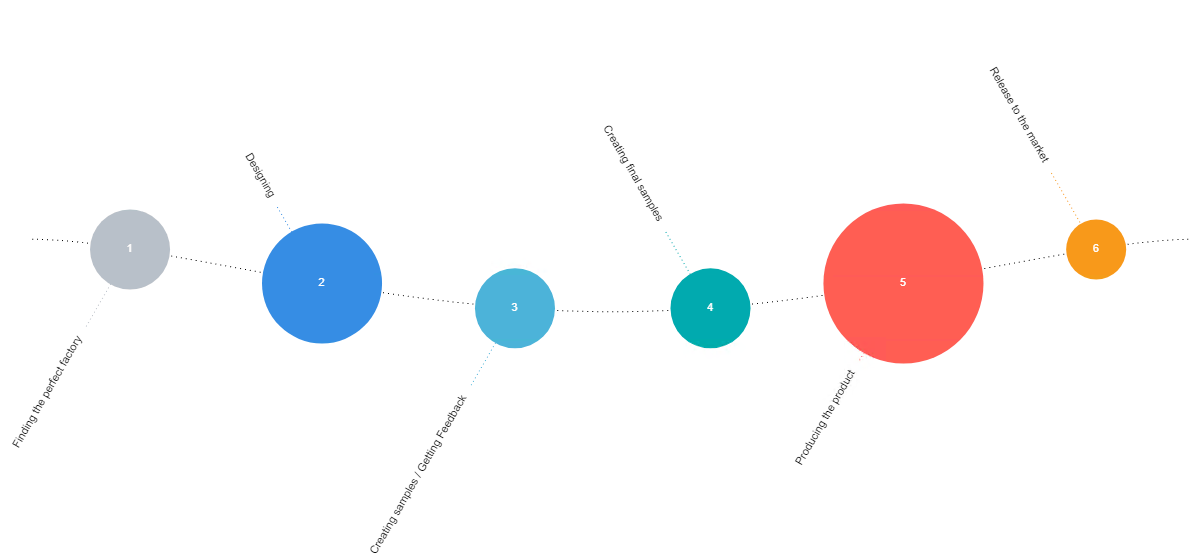 1
Finding the perfect factory
2
Designing
3
Creating samples / Getting Feedback
4
Creating final samples
5
Producing the product
6
Release to the market